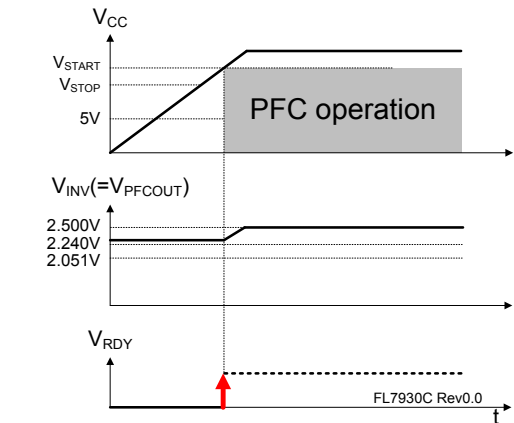 VCC
VSTART
VSTOP
5V
PFC operation
VINV(=VPFCOUT)
2.500V
2.240V
2.051V
VRDY
FL7930C Rev0.0
t